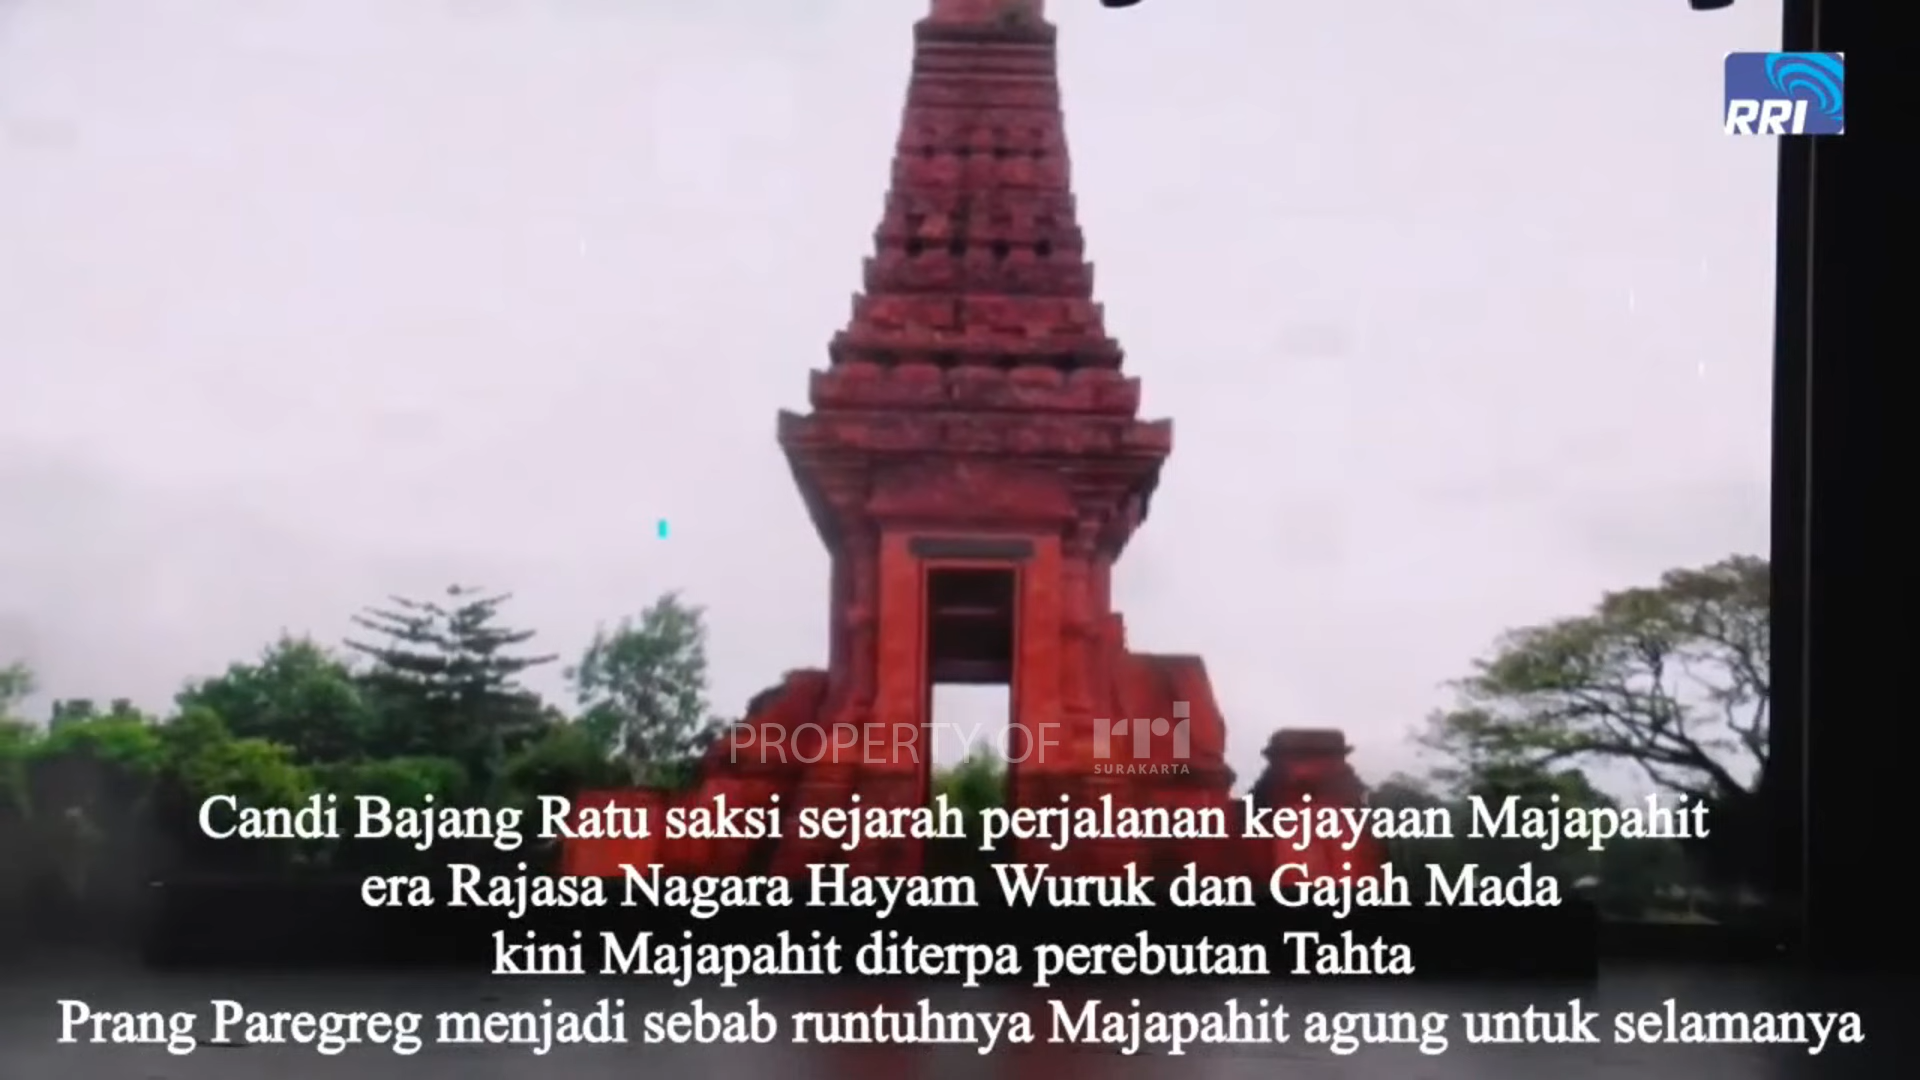 RRI
PROPERTY OF rri
SURAKARTA
Candi Bajang Ratu saksi sejarah perjalanan kejayaan Majapahit
era Rajasa Nagara Hayam Wuruk dan Gajah Mada
kini Majapahit diterpa perebutan Tahta
Prang Paregreg menjadi sebab runtuhnya Majapahit agung untuk selamanya